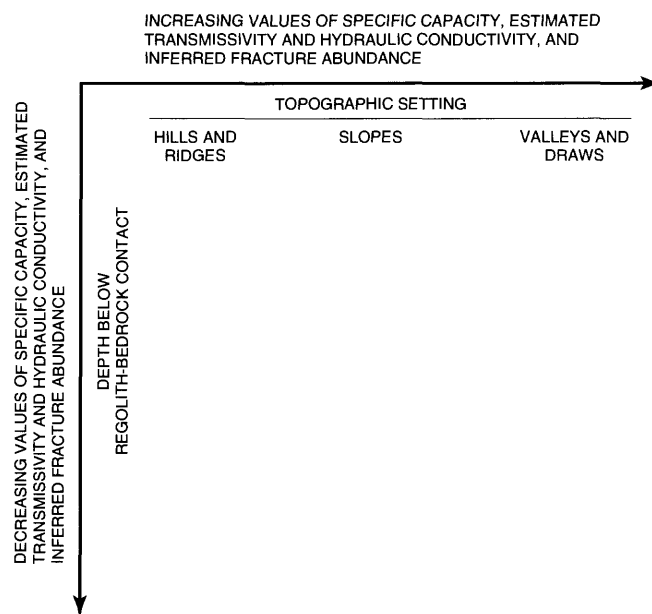 INCREASING VALUES OF SPECIFIC CAPACITY, ESTIMATED
TRANSMISSIVITY AND HYDRAULIC CONDUCTIVITY, AND
INFERRED FRACTURE ABUNDANCE
TOPOGRAPHIC SETTING
HILLS AND
RIDGES
SLOPES
VALLEYS AND
DRAWS
DECREASING VALUES OF SPECIFIC CAPACITY, ESTIMATED
TRANSMISSIVITY AND HYDRAULIC CONDUCTIVITY, AND
INFERRED FRACTURE ABUNDANCE
DEPTH BELOW
REGOLITH-BEDROCK CONTACT